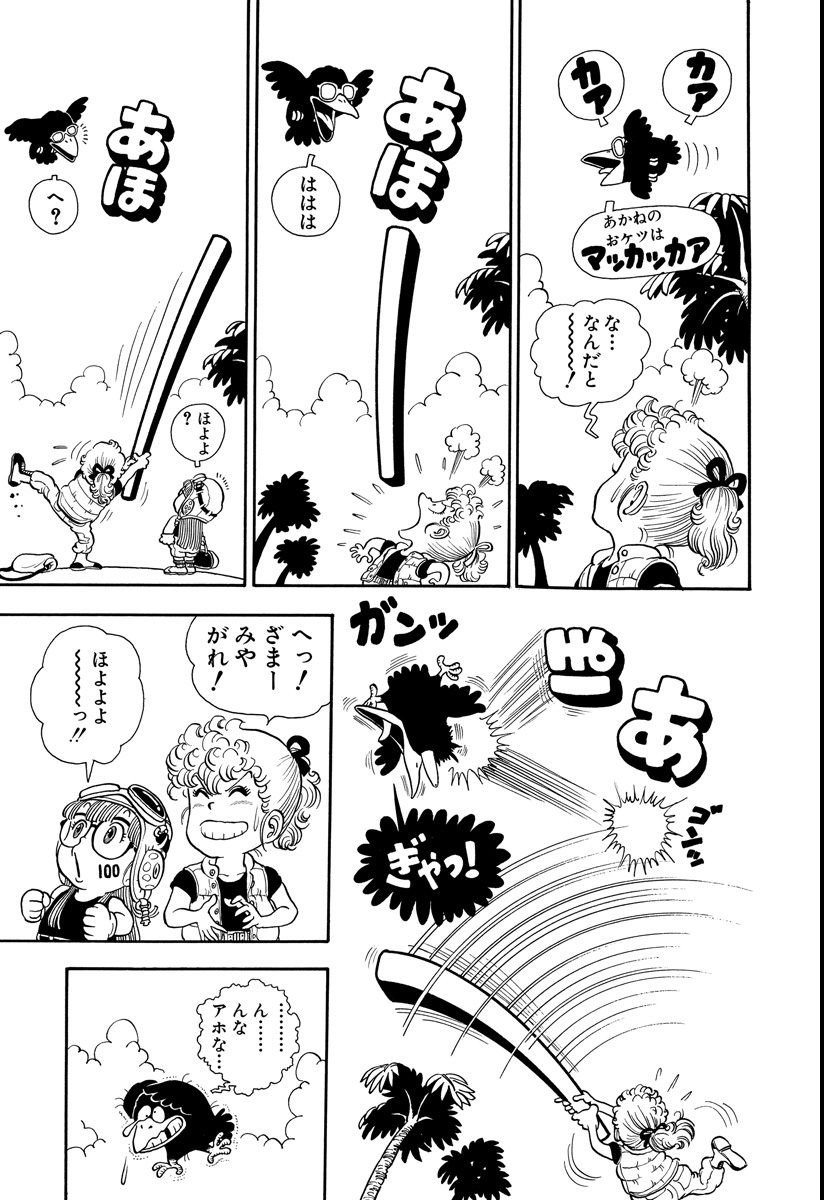 カア
カア
あかねの
おケツは
マッカッカア
な…
なんだと
〜〜〜〜!
あほー
ははは
あほ
へ?
ほよよ
?
あほ
ゴンッ
ガンッ
ぎゃっ!
へっ!
ざまー
みや
がれ!
ほよよよ
〜〜〜〜っ!!
100
………
ん……
んな
アホな…